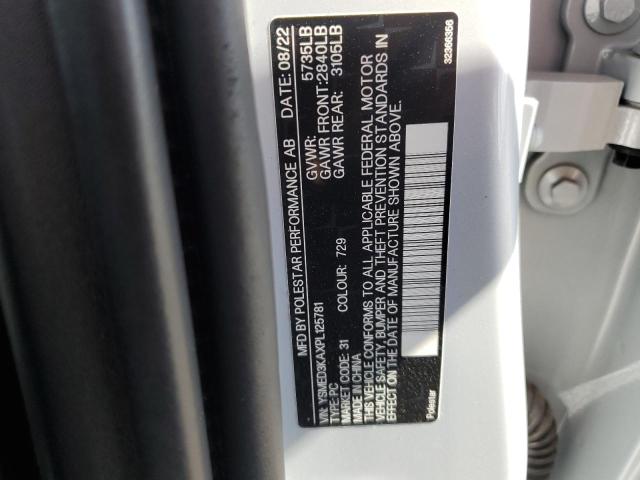 MFD BY POLESTAR PERFORMANCE AB DATE: 08/22
VIN: YSMED3KAXPL125781 GVWR: 5735LB
TYPE: PC GAWR FRONT: 2840LB
MARKET CODE: 31 COLOUR: 729 GAWR REAR: 3105LB
MADE IN CHINA
THIS VEHICLE CONFORMS TO ALL APPLICABLE FEDERAL MOTOR
VEHICLE SAFETY, BUMPER AND THEFT PREVENTION STANDARDS IN
EFFECT ON THE DATE OF MANUFACTURE SHOWN ABOVE.
Polestar
32366366